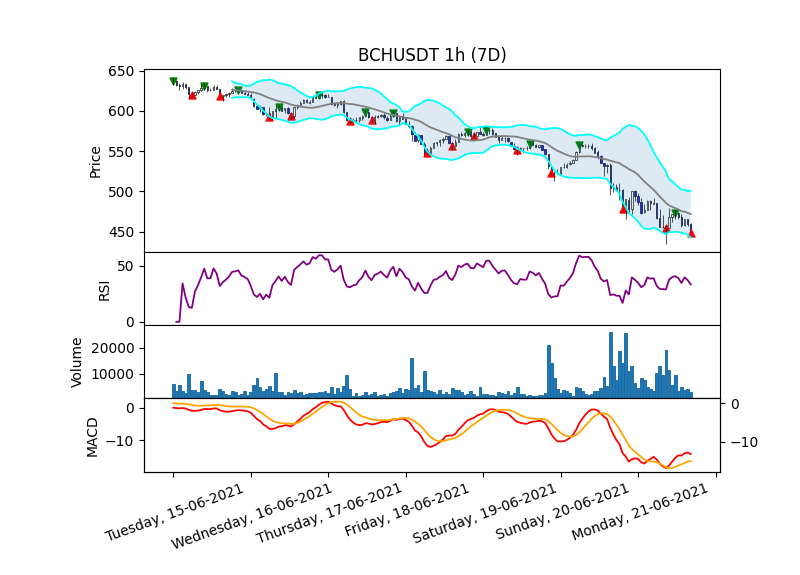 BCHUSDT 1h (7D)
650
600
550
500
450
Price
50
0
RSI
20000
10000
Volume
0
−10
MACD
0
−10
Tuesday, 15-06-2021
Wednesday, 16-06-2021
Thursday, 17-06-2021
Friday, 18-06-2021
Saturday, 19-06-2021
Sunday, 20-06-2021
Monday, 21-06-2021